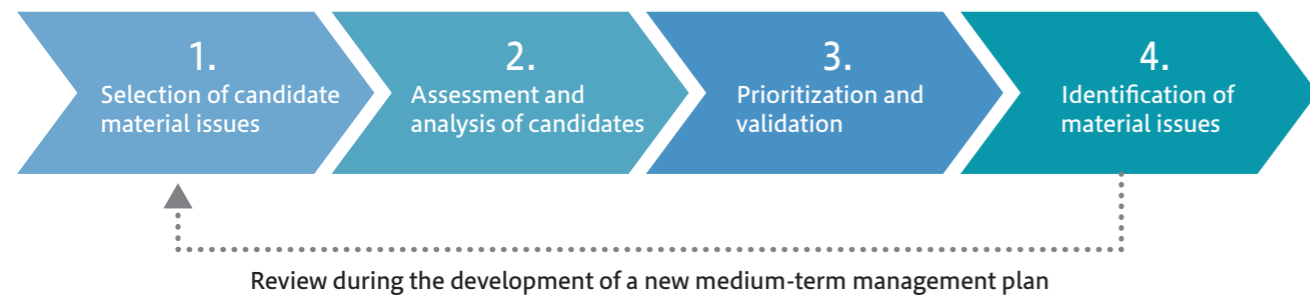 1.
Selection of candidate
material issues
2.
Assessment and
analysis of candidates
3.
Prioritization and
validation
4.
Identification of
material issues
Review during the development of a new medium-term management plan